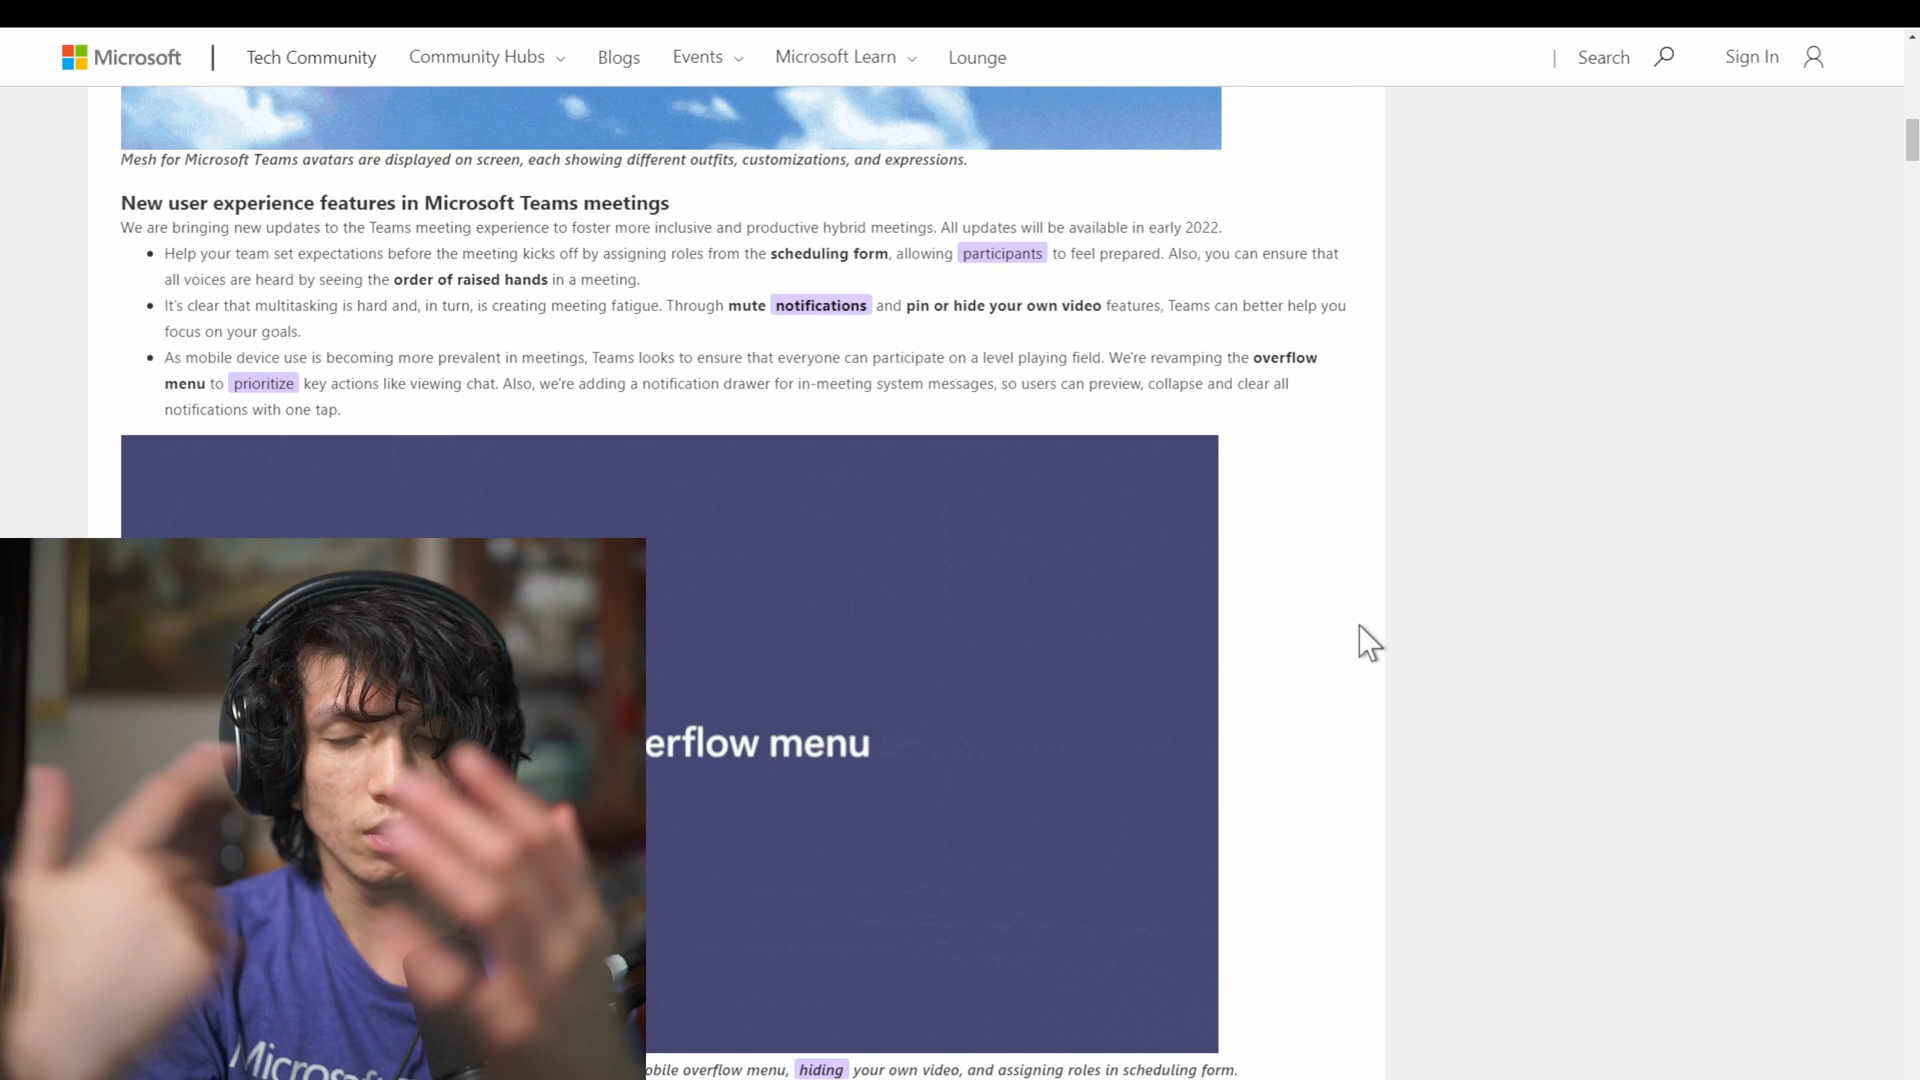 Microsoft | Tech Community Community Hubs Blogs Events Microsoft Learn Lounge | Search Sign In
Mesh for Microsoft Teams avatars are displayed on screen, each showing different outfits, customizations, and expressions.
New user experience features in Microsoft Teams meetings
We are bringing new updates to the Teams meeting experience to foster more inclusive and productive hybrid meetings. All updates will be available in early 2022.
• Help your team set expectations before the meeting kicks off by assigning roles from the scheduling form, allowing participants to feel prepared. Also, you can ensure that
all voices are heard by seeing the order of raised hands in a meeting.
• It's clear that multitasking is hard and, in turn, is creating meeting fatigue. Through mute notifications and pin or hide your own video features, Teams can better help you
focus on your goals.
• As mobile device use is becoming more prevalent in meetings, Teams looks to ensure that everyone can participate on a level playing field. We're revamping the overflow
menu to prioritize key actions like viewing chat. Also, we're adding a notification drawer for in-meeting system messages, so users can preview, collapse and clear all
notifications with one tap.
erflow menu
obile overflow menu, hiding your own video, and assigning roles in scheduling form.